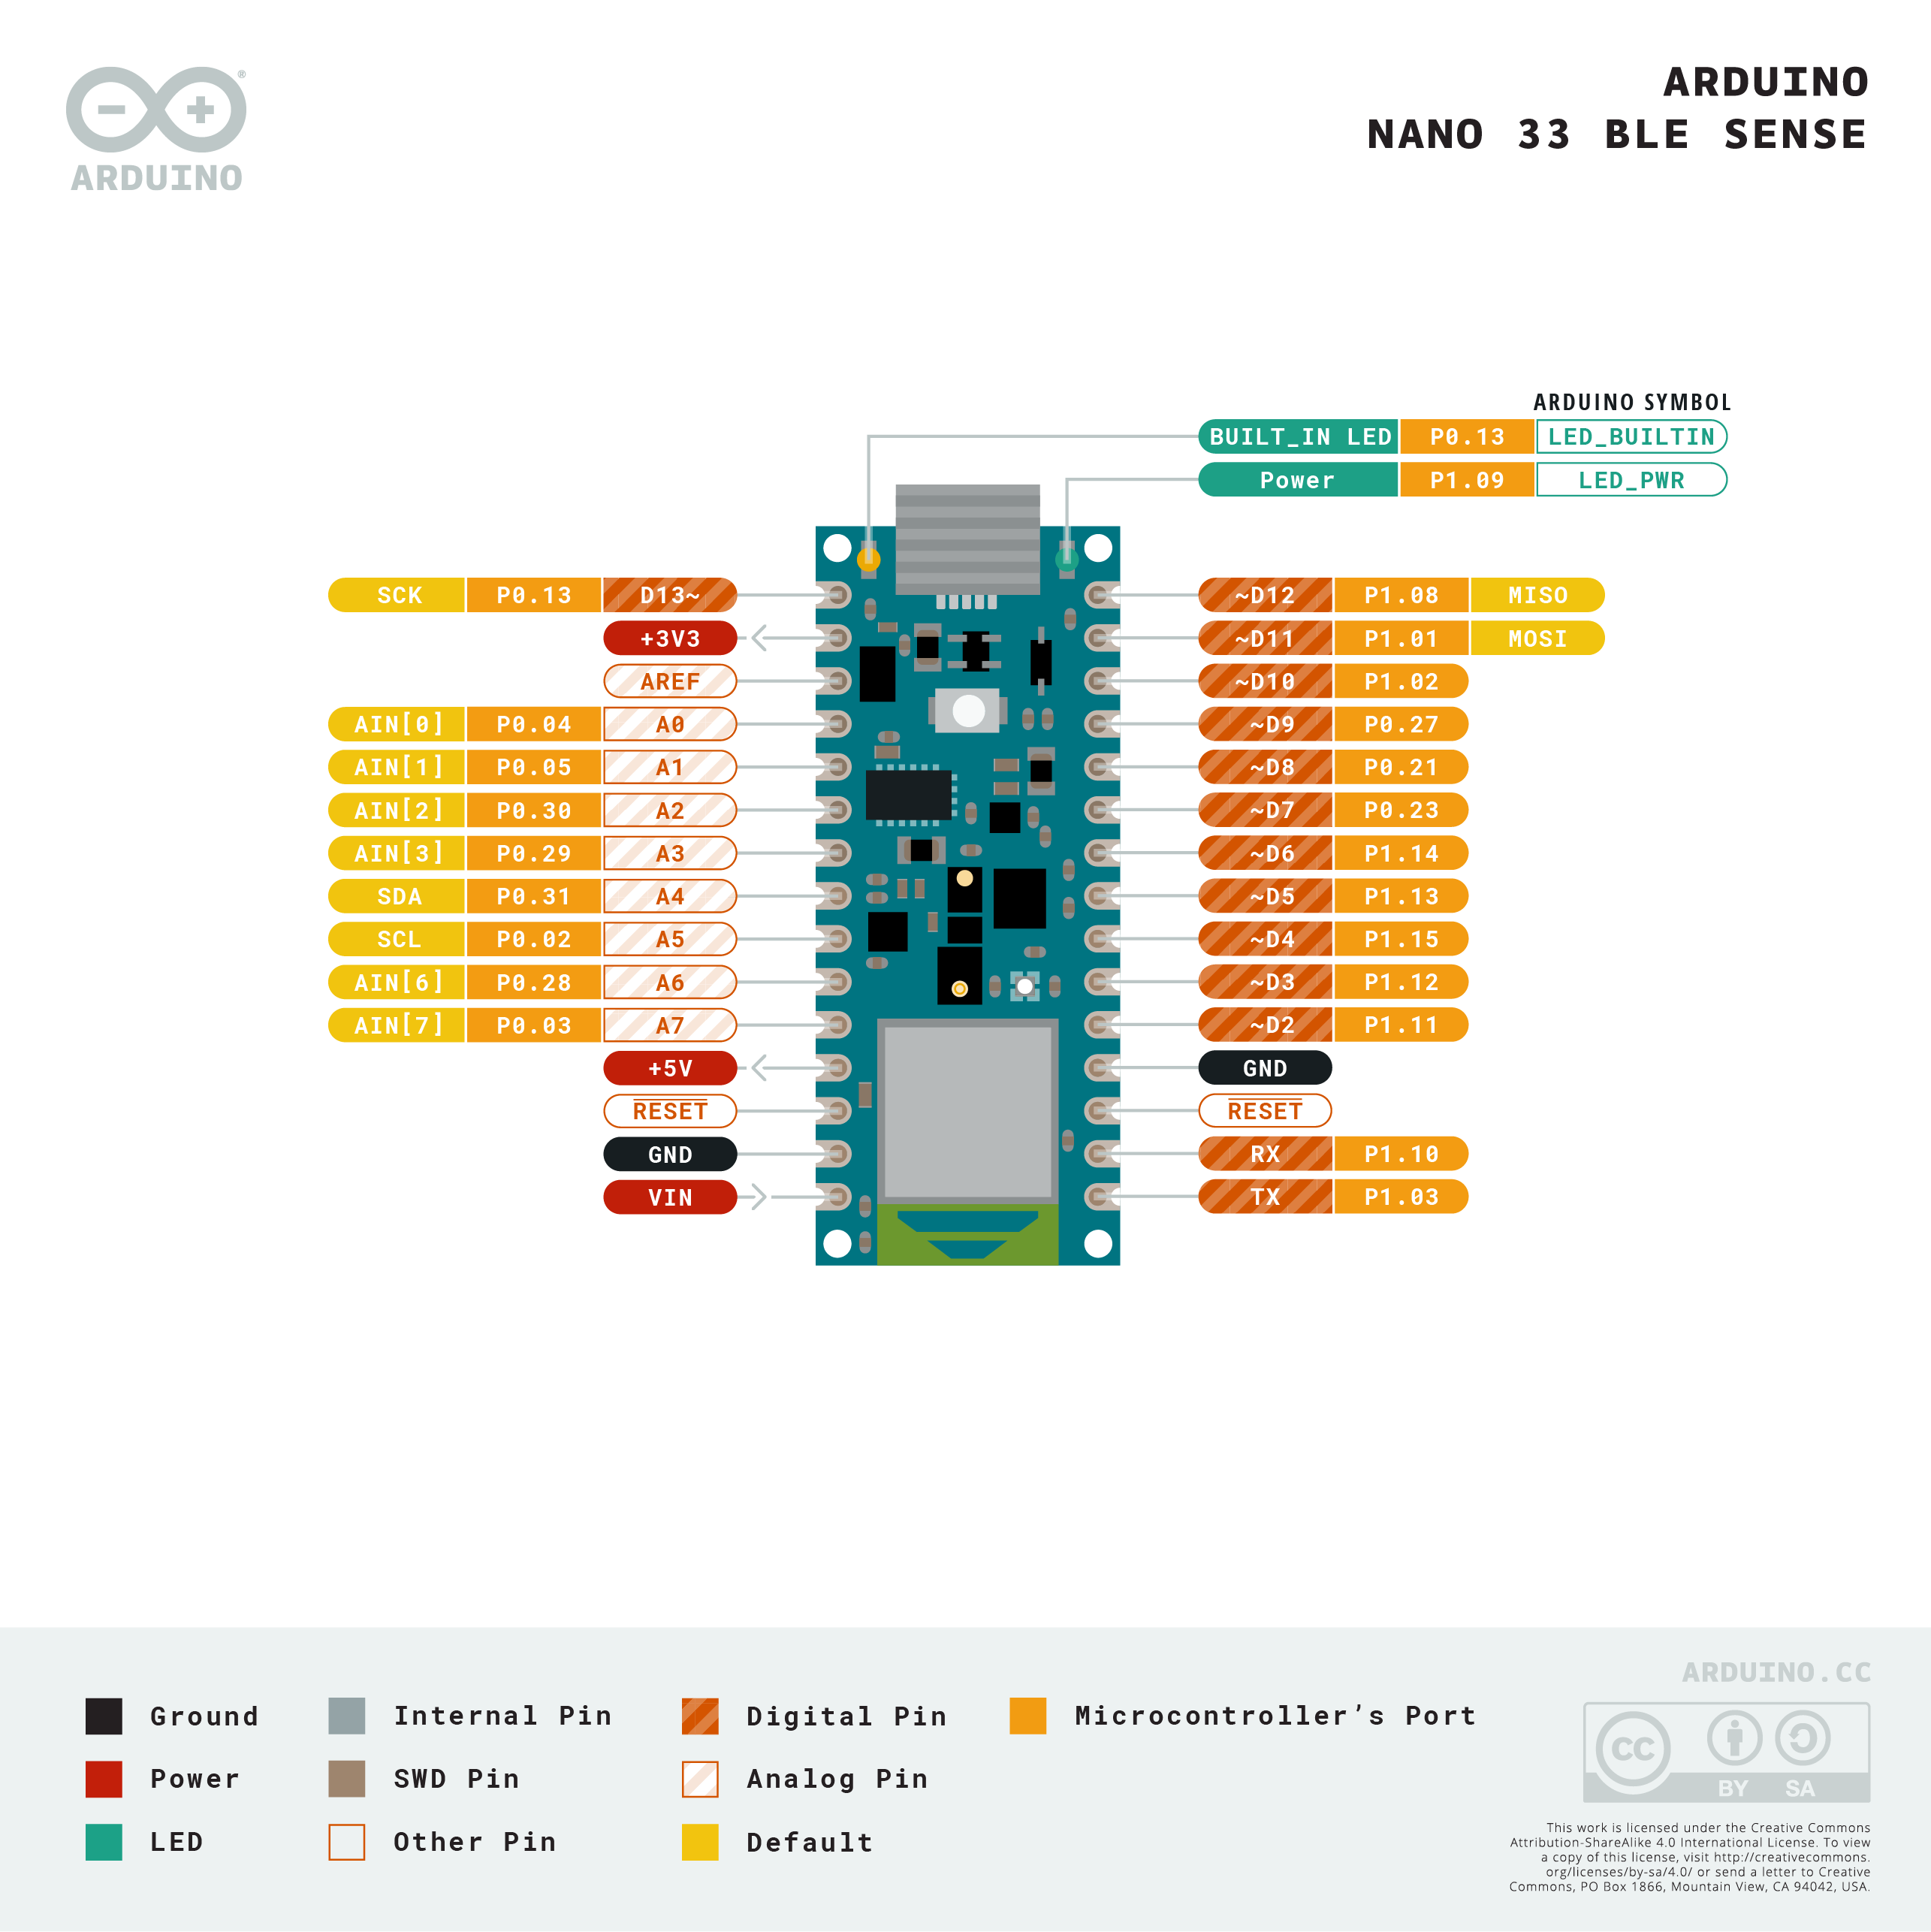 ®
ARDUINO
ARDUINO
NANO 33 BLE SENSE
ARDUINO SYMBOL
BUILT_IN LED P0.13 LED_BUILTIN
Power P1.09 LED_PWR
SCK P0.13 D13~
+3V3
AREF
AIN[0] P0.04 A0
AIN[1] P0.05 A1
AIN[2] P0.30 A2
AIN[3] P0.29 A3
SDA P0.31 A4
SCL P0.02 A5
AIN[6] P0.28 A6
AIN[7] P0.03 A7
+5V
RESET
GND
VIN
~D12 P1.08 MISO
~D11 P1.01 MOSI
~D10 P1.02
~D9 P0.27
~D8 P0.21
~D7 P0.23
~D6 P1.14
~D5 P1.13
~D4 P1.15
~D3 P1.12
~D2 P1.11
GND
RESET
RX P1.10
TX P1.03
Ground
Power
LED
Internal Pin
SWD Pin
Other Pin
Digital Pin
Analog Pin
Default
Microcontroller’s Port
ARDUINO.CC
CC
BY SA
This work is licensed under the Creative Commons
Attribution-ShareAlike 4.0 International License. To view
a copy of this license, visit http://creativecommons.
org/licenses/by-sa/4.0/ or send a letter to Creative
Commons, PO Box 1866, Mountain View, CA 94042, USA.